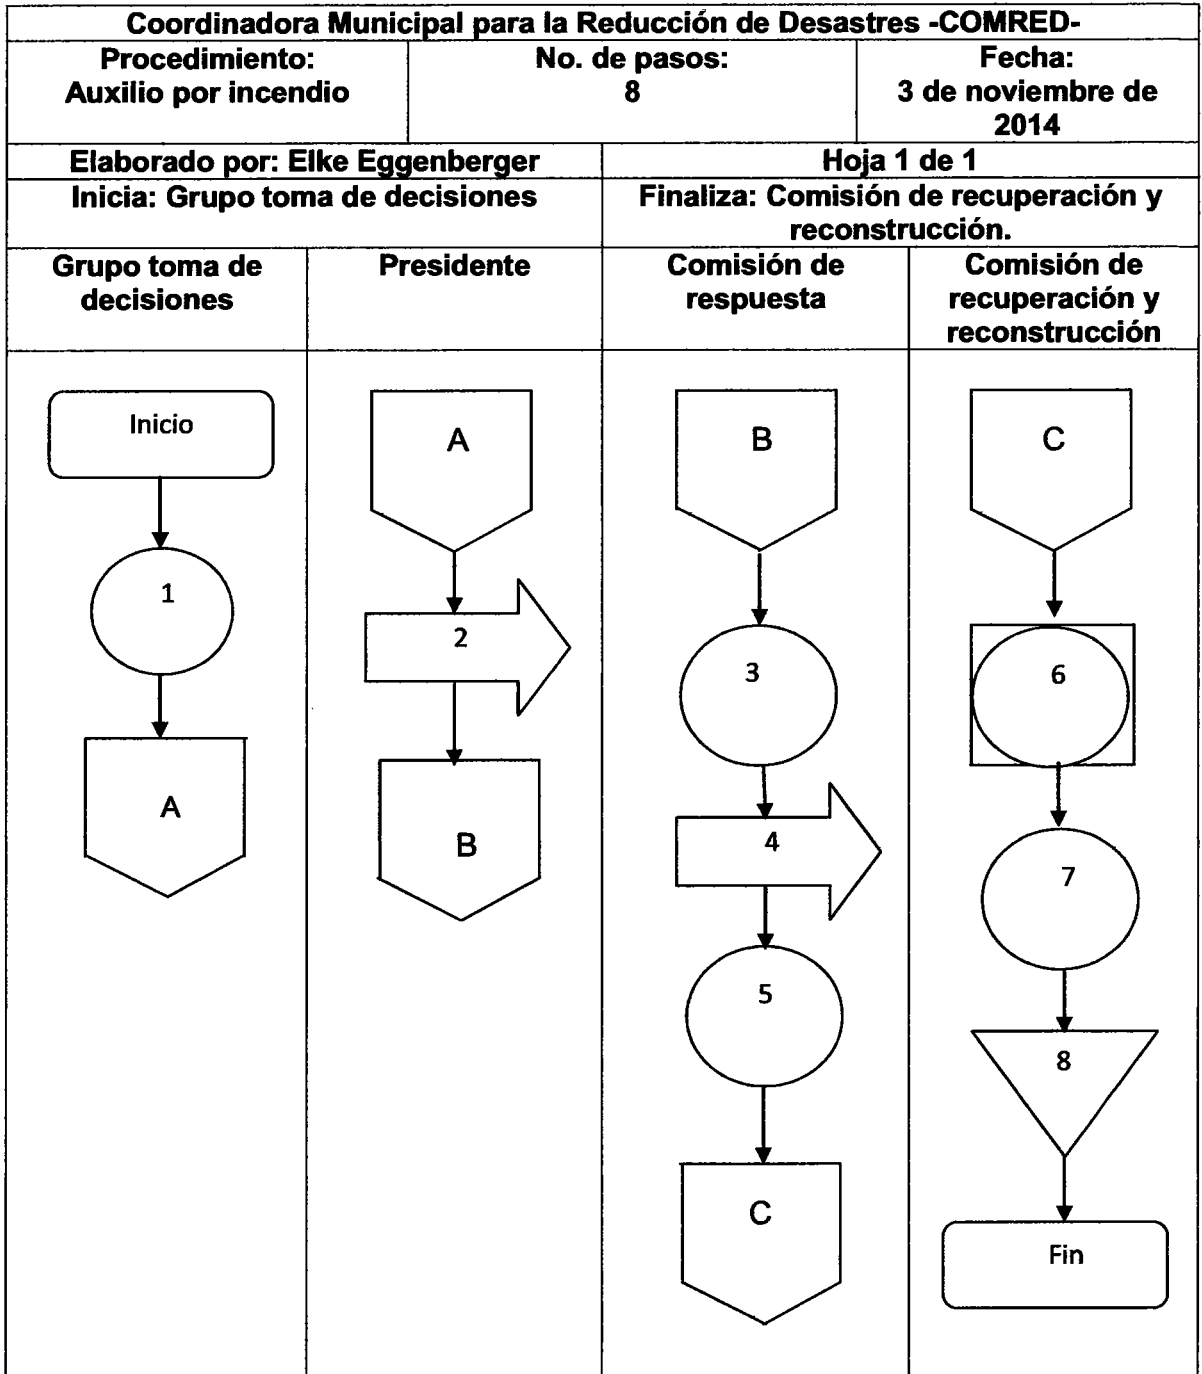 Coordinadora Municipal para la Reducción de Desastres -COMRED-
Procedimiento:
Auxilio por incendio
No. de pasos:
8
Fecha:
3 de noviembre de
2014
Elaborado por: Elke Eggenberger
Hoja 1 de 1
Inicia: Grupo toma de decisiones
Finaliza: Comisión de recuperación y
reconstrucción.
Grupo toma de
decisiones
Presidente
Comisión de
respuesta
Comisión de
recuperación y
reconstrucción
Inicio
1
A
A
2
B
B
3
4
5
C
C
6
7
8
Fin